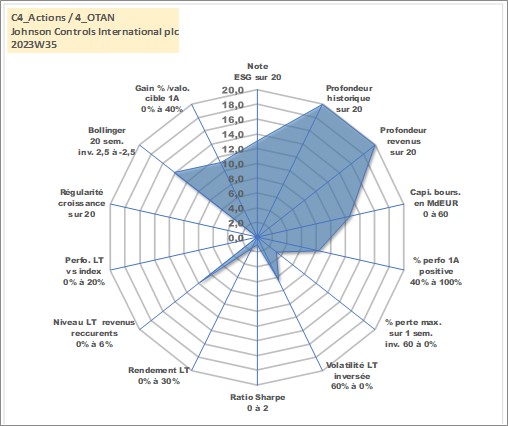 C4_Actions / 4_OTAN
Johnson Controls International plc
2023W35
Note
ESG sur 20
Profondeur
historique
sur 20
Profondeur
revenus
sur 20
Capi. bours.
en MdEUR
0 à 60
% perfo 1A
positive
40% à 100%
% perte max.
sur 1 sem.
inv. 60 à 0%
Volatilité LT
inversée
60% à 0%
Ratio Sharpe
0 à 2
Rendement LT
0% à 30%
Niveau LT revenus
reccurents
0% à 6%
Perfo. LT
vs index
0% à 20%
Régularité
croissance
sur 20
Bollinger
20 sem.
inv. 2,5 à -2,5
Gain % /valo.
cible 1A
0% à 40%
20,0
18,0
16,0
14,0
12,0
10,0
8,0
6,0
4,0
2,0
0,0